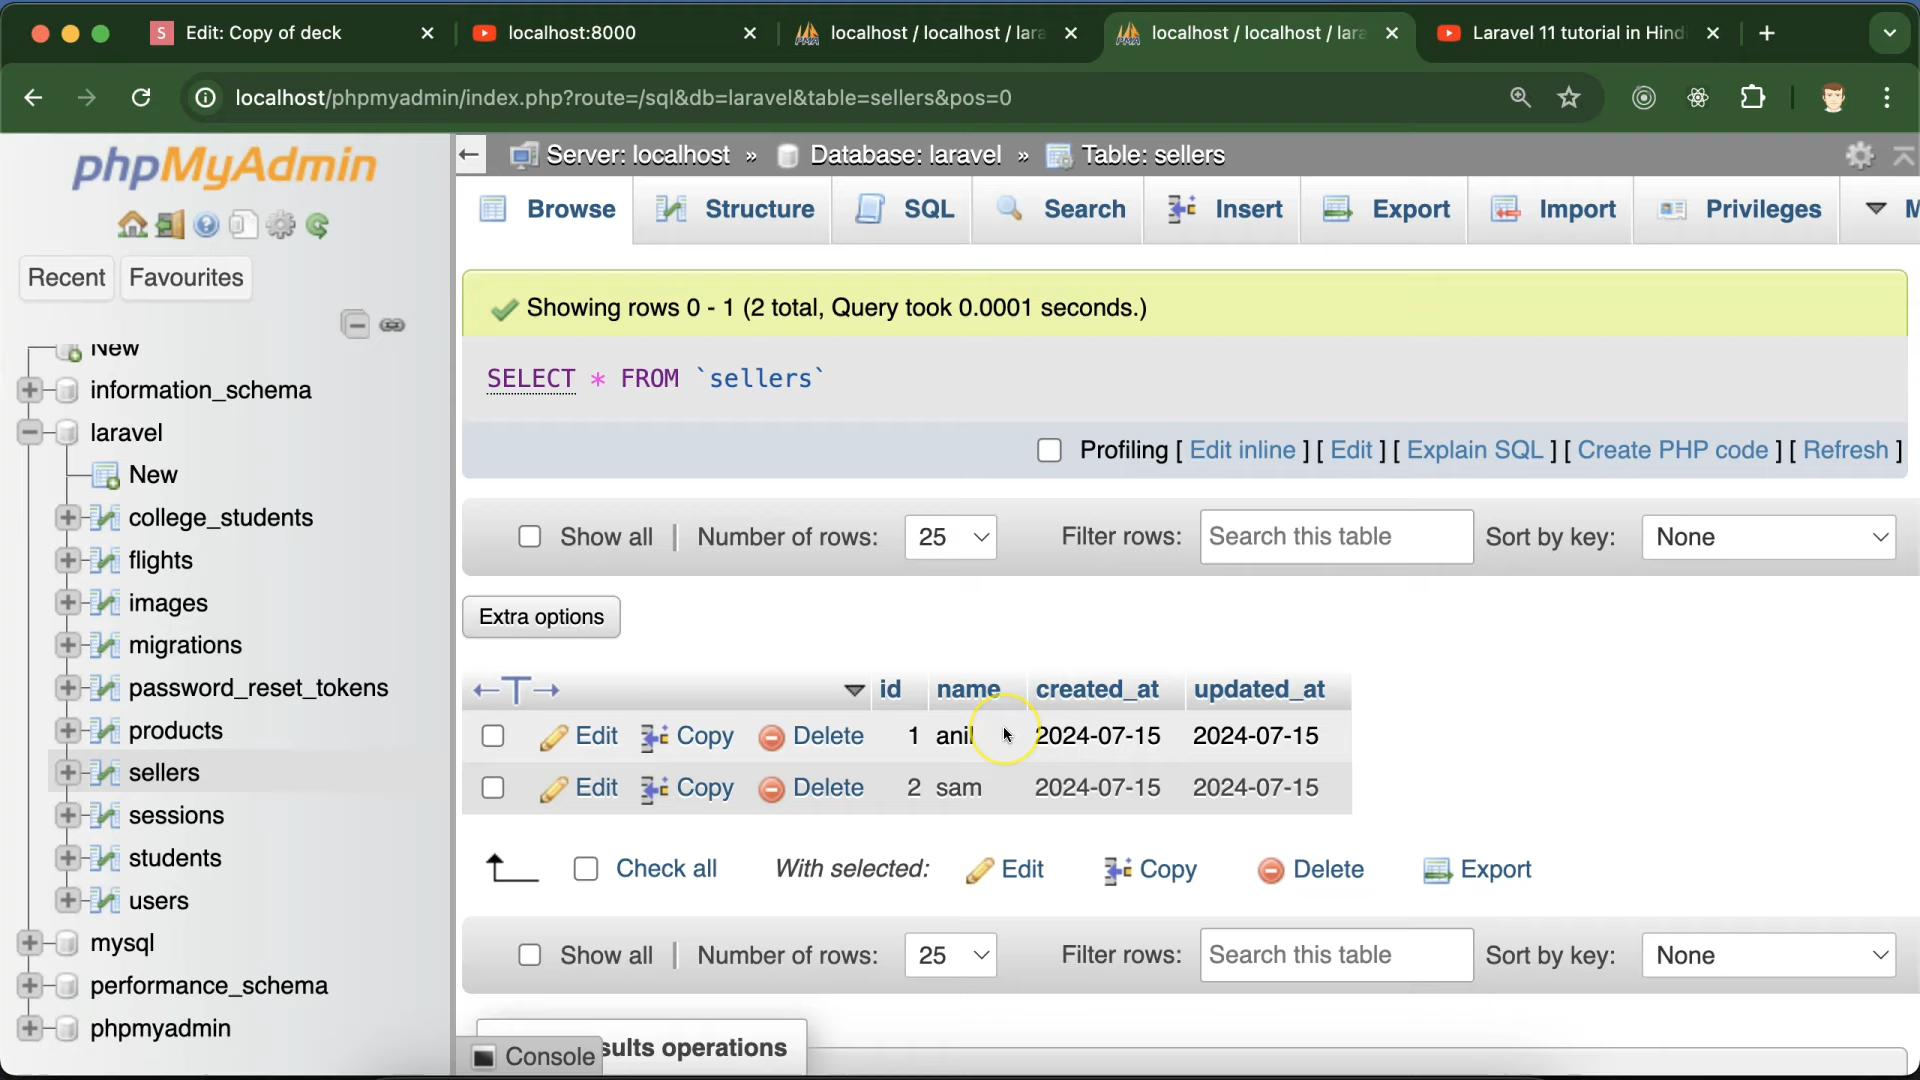 Edit: Copy of deck
localhost:8000
localhost / localhost / lara
localhost / localhost / lara
Laravel 11 tutorial in Hind
localhost/phpmyadmin/index.php?route=/sql&db=laravel&table=sellers&pos=0
phpMyAdmin
Recent
Favourites
New
information_schema
laravel
New
college_students
flights
images
migrations
password_reset_tokens
products
sellers
sessions
students
users
mysql
performance_schema
phpmyadmin
Server: localhost » Database: laravel » Table: sellers
Browse Structure SQL Search Insert Export Import Privileges M
Showing rows 0 - 1 (2 total, Query took 0.0001 seconds.)
SELECT * FROM `sellers`
Profiling [ Edit inline ] [ Edit ] [ Explain SQL ] [ Create PHP code ] [ Refresh ]
Show all | Number of rows: 25 Filter rows: Search this table Sort by key: None
Extra options
id name created_at updated_at
Edit Copy Delete 1 anil 2024-07-15 2024-07-15
Edit Copy Delete 2 sam 2024-07-15 2024-07-15
Check all With selected: Edit Copy Delete Export
Show all | Number of rows: 25 Filter rows: Search this table Sort by key: None
Console
sults operations